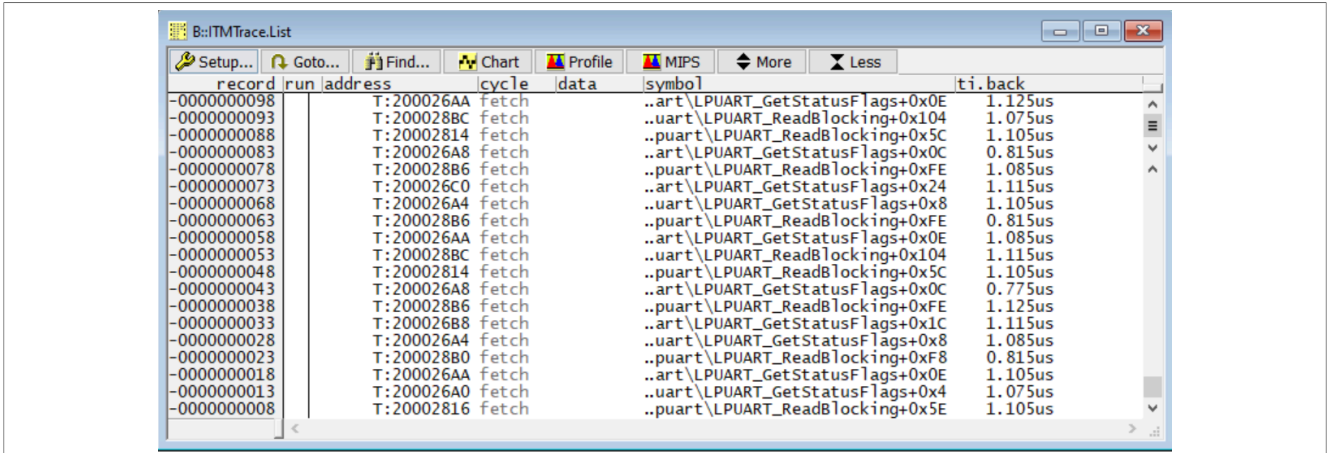 B::ITMTrace.List
Setup... Goto... Find... Chart Profile MIPS More Less
record run address cycle data symbol ti.back
-0000000098 T:200026AA fetch ..art\LPUART_GetStatusFlags+0x0E 1.125us
-0000000093 T:200028BC fetch ..uart\LPUART_ReadBlocking+0x104 1.075us
-0000000088 T:20002814 fetch ..puart\LPUART_ReadBlocking+0x5C 1.105us
-0000000083 T:200026A8 fetch ..art\LPUART_GetStatusFlags+0x0C 0.815us
-0000000078 T:200028B6 fetch ..puart\LPUART_ReadBlocking+0xFE 1.085us
-0000000073 T:200026C0 fetch ..art\LPUART_GetStatusFlags+0x24 1.115us
-0000000068 T:200026A4 fetch ..uart\LPUART_GetStatusFlags+0x8 1.105us
-0000000063 T:200028B6 fetch ..puart\LPUART_ReadBlocking+0xFE 0.815us
-0000000058 T:200026AA fetch ..art\LPUART_GetStatusFlags+0x0E 1.085us
-0000000053 T:200028BC fetch ..uart\LPUART_ReadBlocking+0x104 1.115us
-0000000048 T:20002814 fetch ..puart\LPUART_ReadBlocking+0x5C 1.105us
-0000000043 T:200026A8 fetch ..art\LPUART_GetStatusFlags+0x0C 0.775us
-0000000038 T:200028B6 fetch ..puart\LPUART_ReadBlocking+0xFE 1.125us
-0000000033 T:200026B8 fetch ..art\LPUART_GetStatusFlags+0x1C 1.115us
-0000000028 T:200026A4 fetch ..uart\LPUART_GetStatusFlags+0x8 1.085us
-0000000023 T:200028B0 fetch ..puart\LPUART_ReadBlocking+0xF8 0.815us
-0000000018 T:200026AA fetch ..art\LPUART_GetStatusFlags+0x0E 1.105us
-0000000013 T:200026A0 fetch ..uart\LPUART_GetStatusFlags+0x4 1.075us
-0000000008 T:20002816 fetch ..puart\LPUART_ReadBlocking+0x5E 1.105us